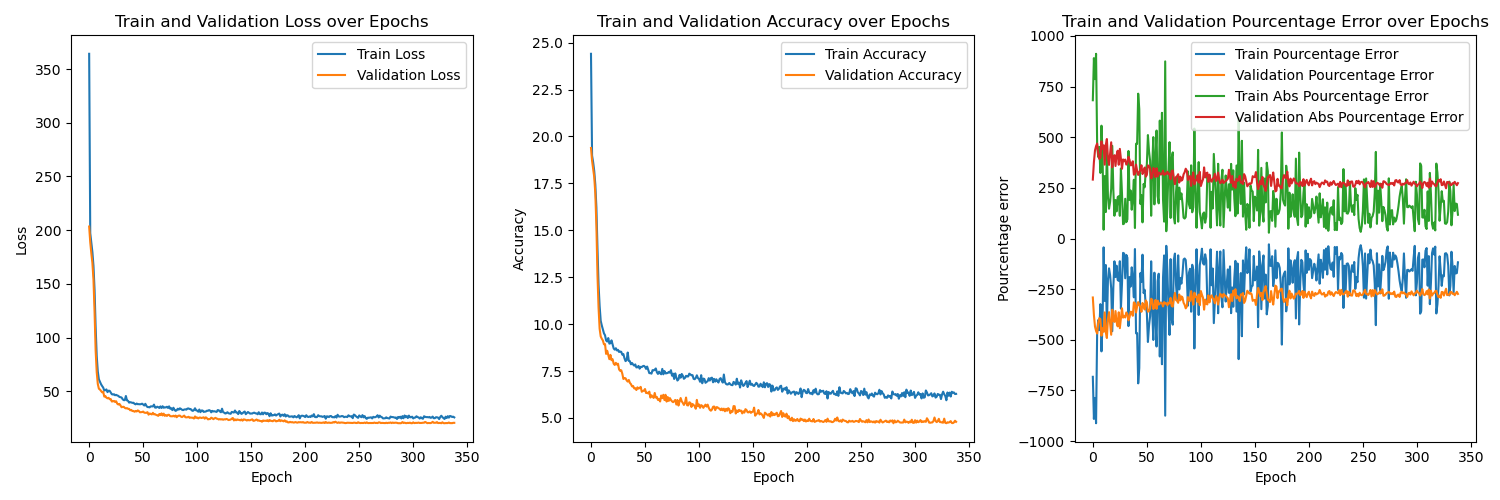 Train and Validation Loss over Epochs
Train Loss
Validation Loss
350
300
250
200
150
100
50
Loss
0
50
100
150
200
250
300
350
Epoch
Train and Validation Accuracy over Epochs
Train Accuracy
Validation Accuracy
25.0
22.5
20.0
17.5
15.0
12.5
10.0
7.5
5.0
Accuracy
0
50
100
150
200
250
300
350
Epoch
Train and Validation Pourcentage Error over Epochs
Train Pourcentage Error
Validation Pourcentage Error
Train Abs Pourcentage Error
Validation Abs Pourcentage Error
1000
750
500
250
0
−250
−500
−750
−1000
Pourcentage error
0
50
100
150
200
250
300
350
Epoch